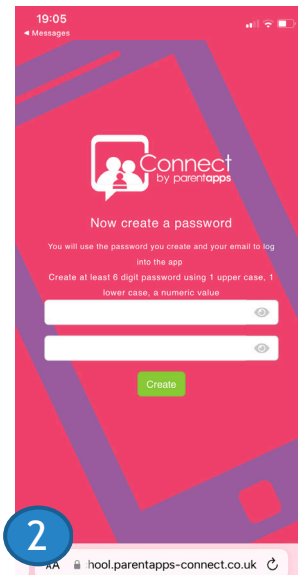 19:05
◄ Messages
Connect
by parentapps
Now create a password
You will use the password you create and your email to log
into the app
Create at least 6 digit password using 1 upper case, 1
lower case, a numeric value
Create
2
AA hool.parentapps-connect.co.uk